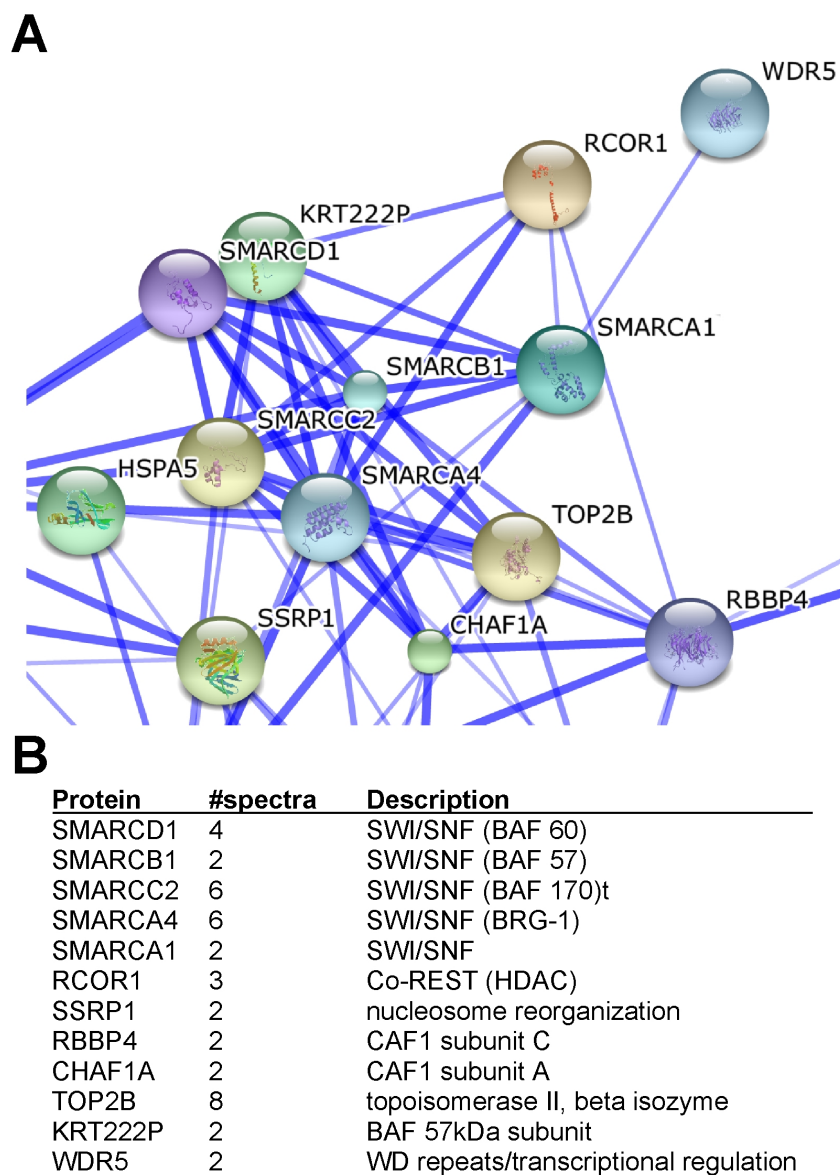 A
WDR5
RCOR1
KRT222P
SMARCD1
SMARCA1
SMARCB1
SMARCC2
HSPA5
SMARCA4
TOP2B
RBBP4
SSRP1
CHAF1A
B
Protein #spectra Description
SMARCD1 4 SWI/SNF (BAF 60)
SMARCB1 2 SWI/SNF (BAF 57)
SMARCC2 6 SWI/SNF (BAF 170)t
SMARCA4 6 SWI/SNF (BRG-1)
SMARCA1 2 SWI/SNF
RCOR1 3 Co-REST (HDAC)
SSRP1 2 nucleosome reorganization
RBBP4 2 CAF1 subunit C
CHAF1A 2 CAF1 subunit A
TOP2B 8 topoisomerase II, beta isozyme
KRT222P 2 BAF 57kDa subunit
WDR5 2 WD repeats/transcriptional regulation